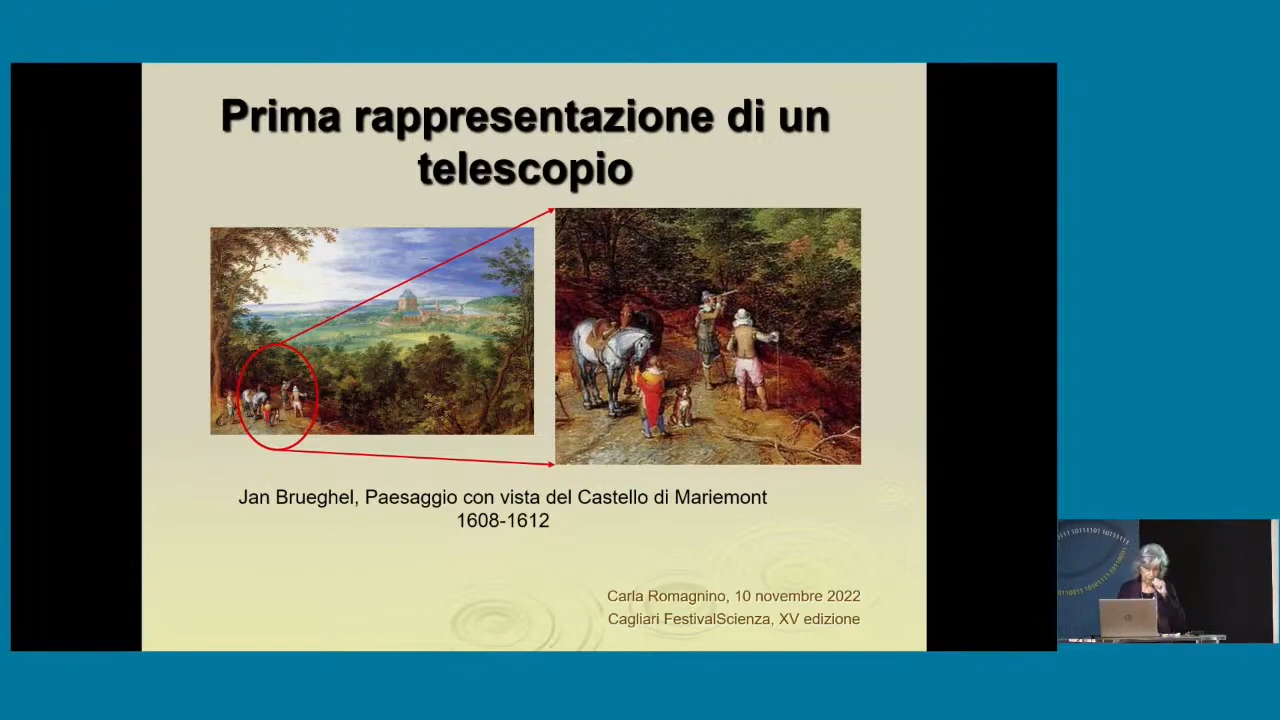 Prima rappresentazione di un
telescopio
Jan Brueghel, Paesaggio con vista del Castello di Mariemont
1608-1612
Carla Romagnino, 10 novembre 2022
Cagliari FestivalScienza, XV edizione